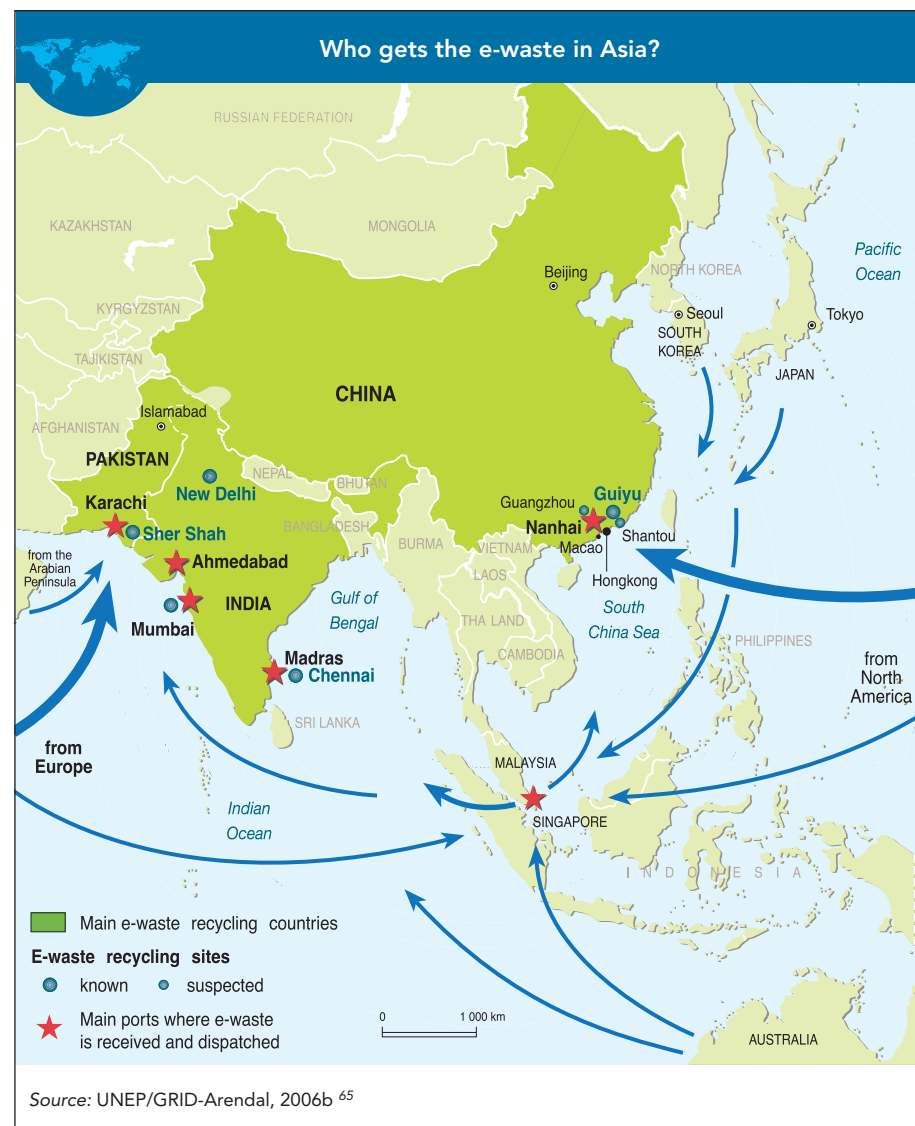 Who gets the e-waste in Asia?
RUSSIAN FEDERATION
KAZAKHSTAN
MONGOLIA
Pacific
Ocean
Beijing
NORTH KOREA
KYRGYZSTAN
Seoul
SOUTH
KOREA
Tokyo
TAJIKISTAN
JAPAN
CHINA
Islamabad
AFGHANISTAN
PAKISTAN
NEPAL
BHUTAN
New Delhi
Karachi
Guangzhou
Guiyu
Sher Shah
BANGLADESH
Nanhai
Shantou
BURMA
VIETNAM
Macao
from the
Arabian
Peninsula
Ahmedabad
LAOS
Hongkong
INDIA
Gulf of
Bengal
South
China Sea
Mumbai
THA LAND
PHILIPPINES
CAMBODIA
Madras
Chennai
from
North
America
SRI LANKA
from
Europe
MALAYSIA
Indian
Ocean
SINGAPORE
INDONESIA
Main e-waste recycling countries
E-waste recycling sites
known
suspected
Main ports where e-waste
is received and dispatched
0 1 000 km
AUSTRALIA
Source: UNEP/GRID-Arendal, 2006b 65